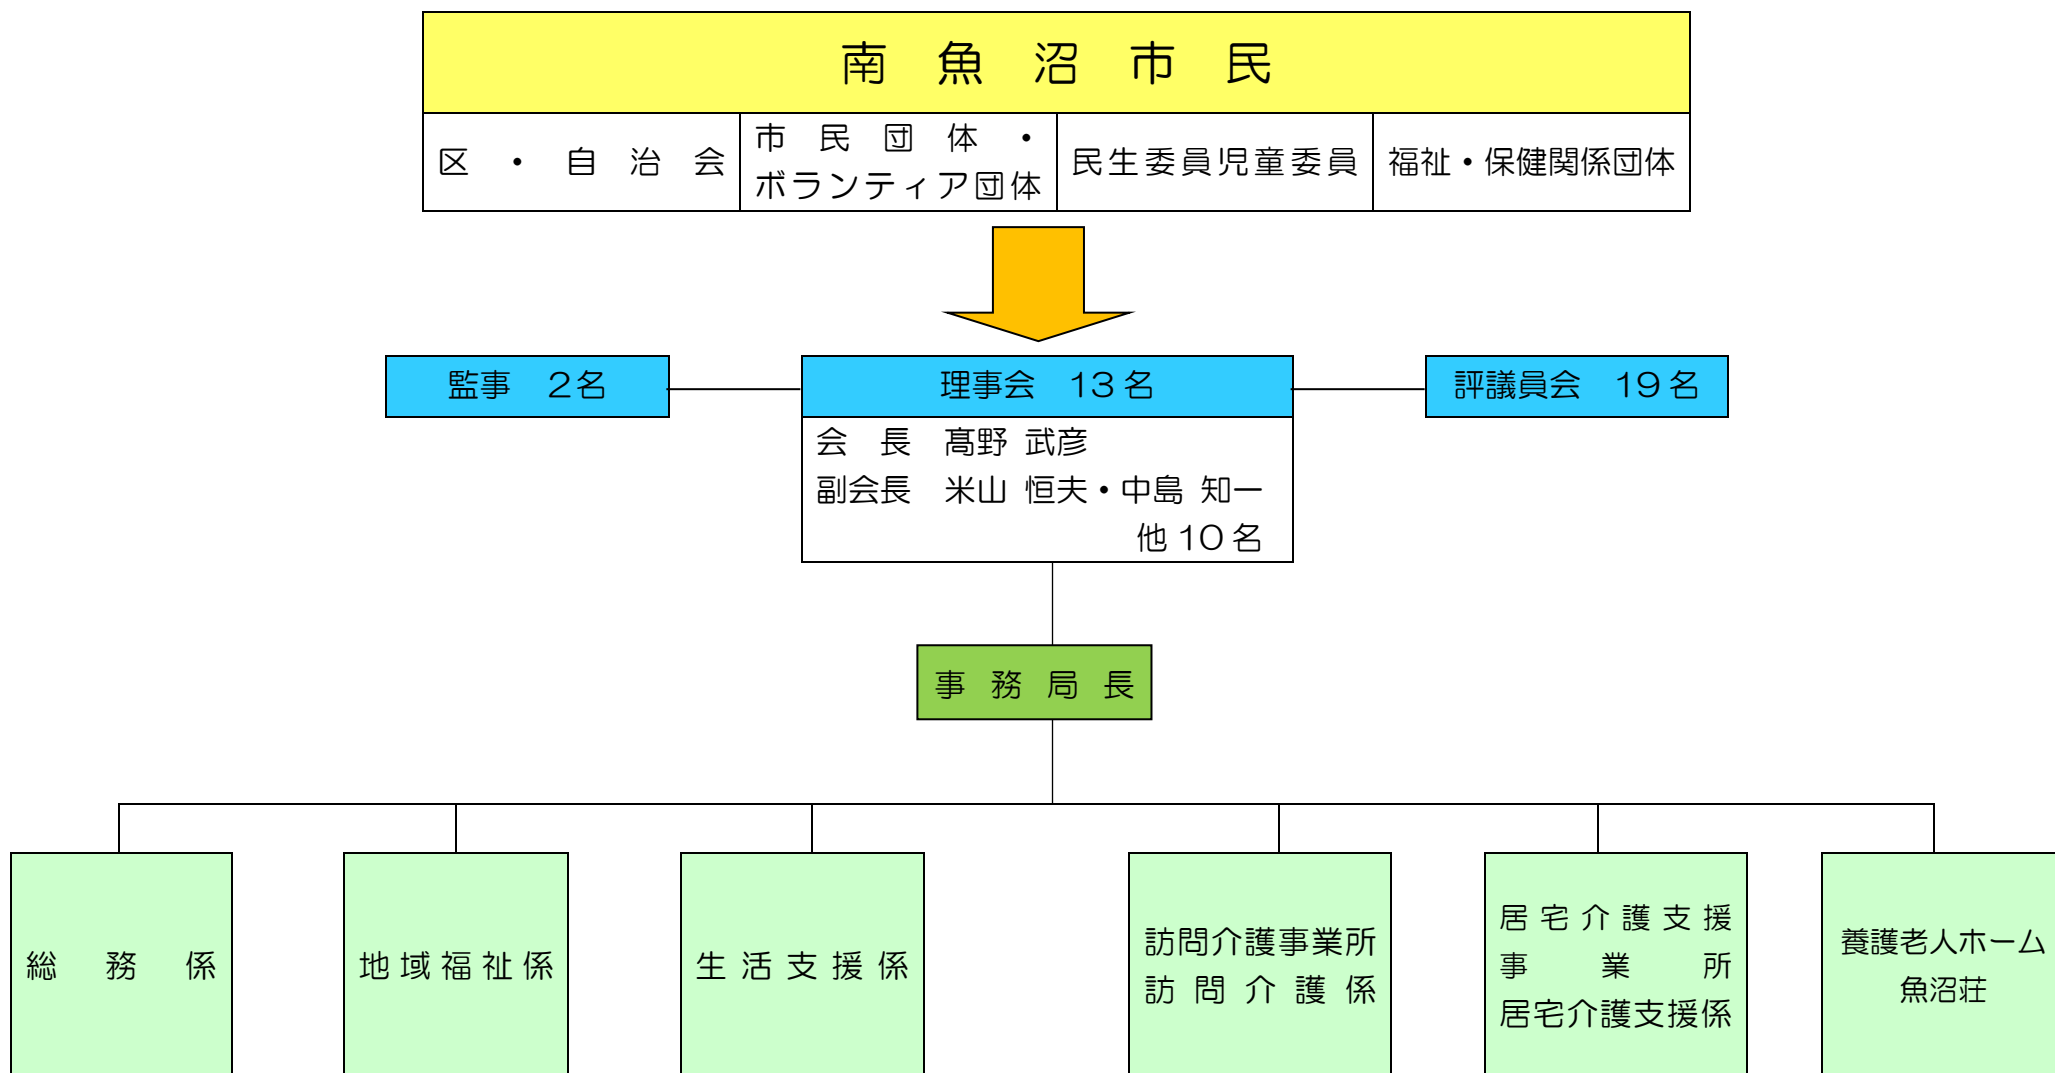 南魚沼市民
区・自治会
市民団体・
ボランティア団体
民生委員児童委員
福祉・保健関係団体
監事 2名
理事会 13名
評議員会 19名
会長 髙野 武彦
副会長 米山 恒夫・中島 知一
他10名
事務局長
総務係
地域福祉係
生活支援係
訪問介護事業所
訪問介護係
居宅介護支援
事業所
居宅介護支援係
養護老人ホーム
魚沼荘